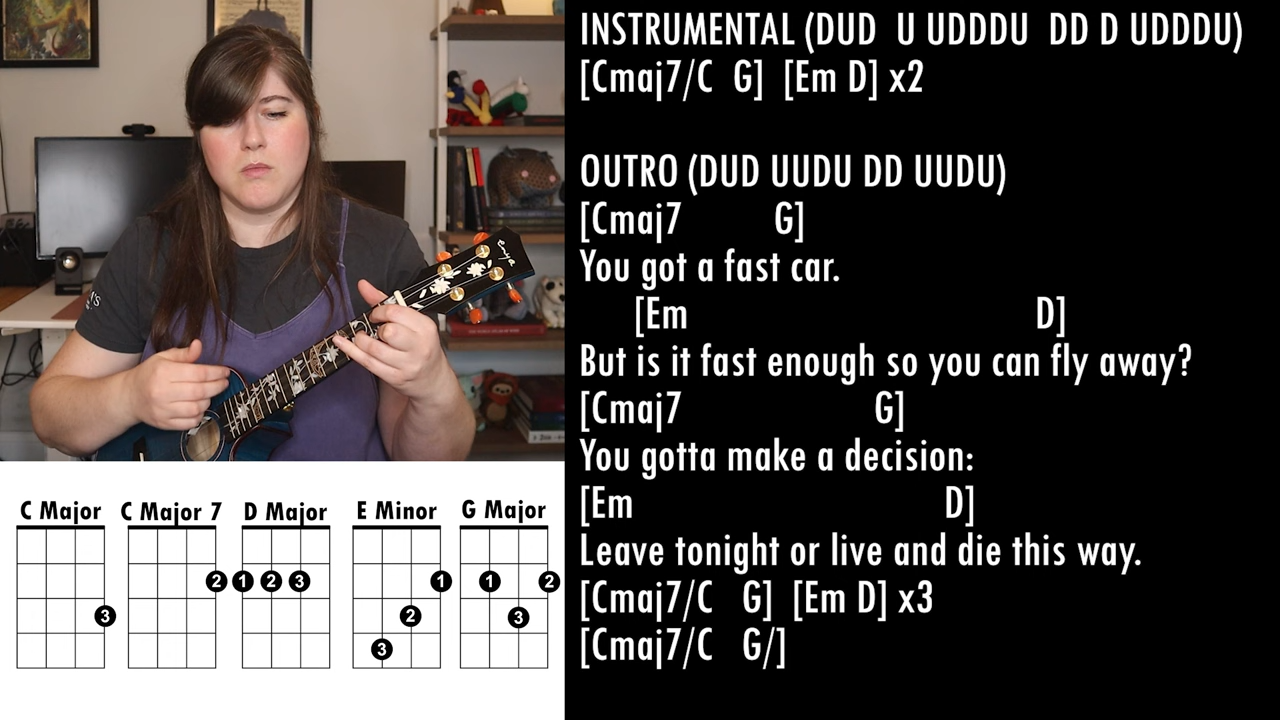 INSTRUMENTAL (DUD  U UDDDU  DD D UDDDU)
[Cmaj7/C  G]  [Em D] x2
OUTRO (DUD UUDU DD UUDU)
[Cmaj7          G]
You got a fast car.
[Em                                        D]
But is it fast enough so you can fly away?
[Cmaj7                     G]
You gotta make a decision:
[Em                                    D]
Leave tonight or live and die this way.
[Cmaj7/C   G]  [Em D] x3
[Cmaj7/C   G/]
C Major
3
C Major 7
2
D Major
1 2 3
E Minor
1
2
3
G Major
1 2
3
enya